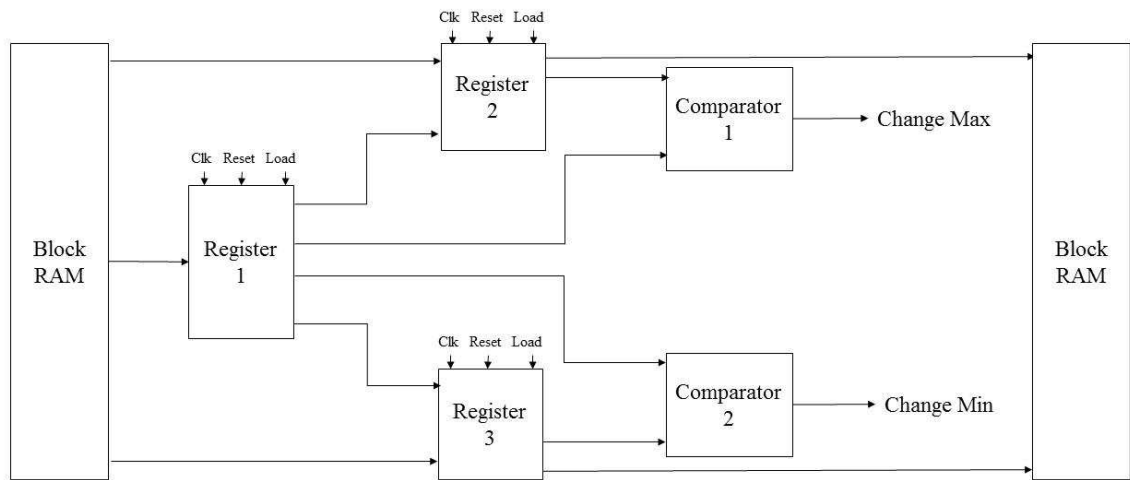 Clk Reset Load
Register
2
Comparator
1
Change Max
Clk Reset Load
Block
RAM
Register
1
Block
RAM
Clk Reset Load
Register
3
Comparator
2
Change Min